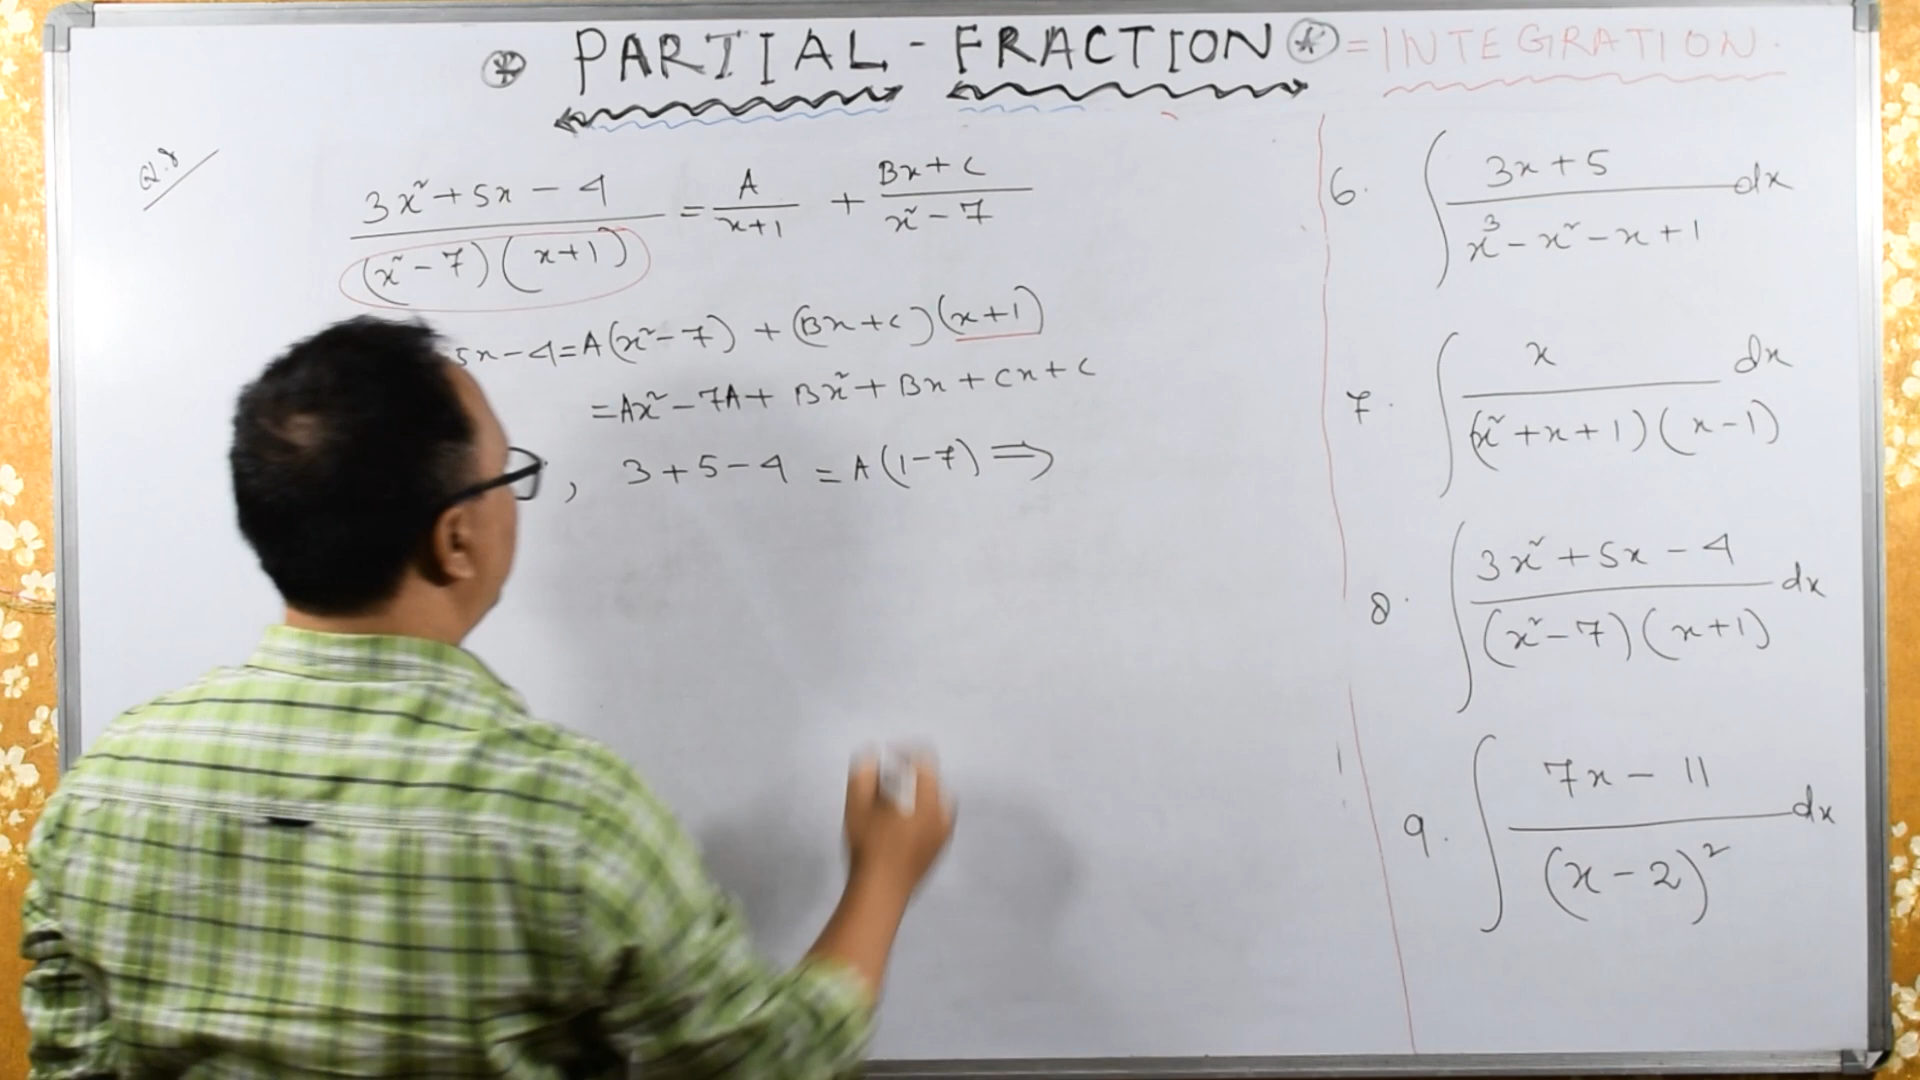 * PARTIAL - FRACTION * = INTEGRATION.
Q.8
3x² + 5x - 4 / (x² - 7)(x+1) = A / x+1 + Bx + C / x² - 7
5x - 4 = A(x² - 7) + (Bx + C)(x+1)
= Ax² - 7A + Bx² + Bx + Cx + C
, 3 + 5 - 4 = A(1-7) ⇒
6. ∫ 3x + 5 / x³ - x² - x + 1 dx
7. ∫ x / (x² + x + 1)(x - 1) dx
8. ∫ 3x² + 5x - 4 / (x² - 7)(x + 1) dx
9. ∫ 7x - 11 / (x - 2)² dx